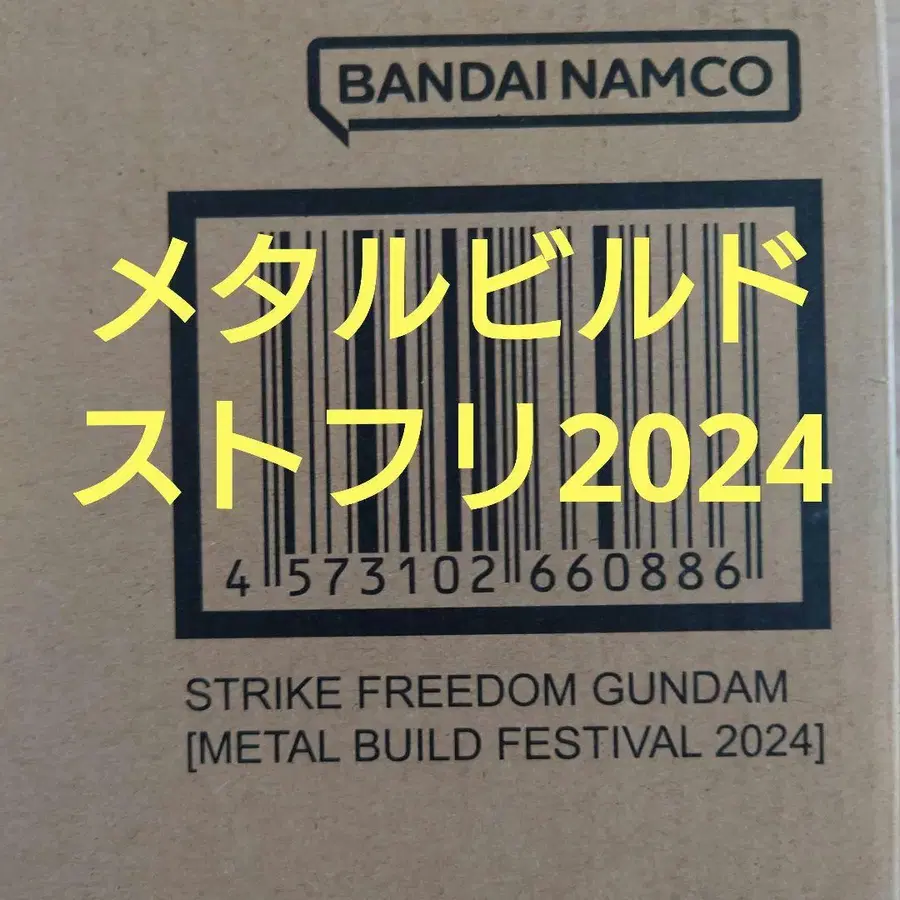 BANDAI NAMCO
メタルビルド
ストフリ2024
4 573102 660886
STRIKE FREEDOM GUNDAM
[METAL BUILD FESTIVAL 2024]